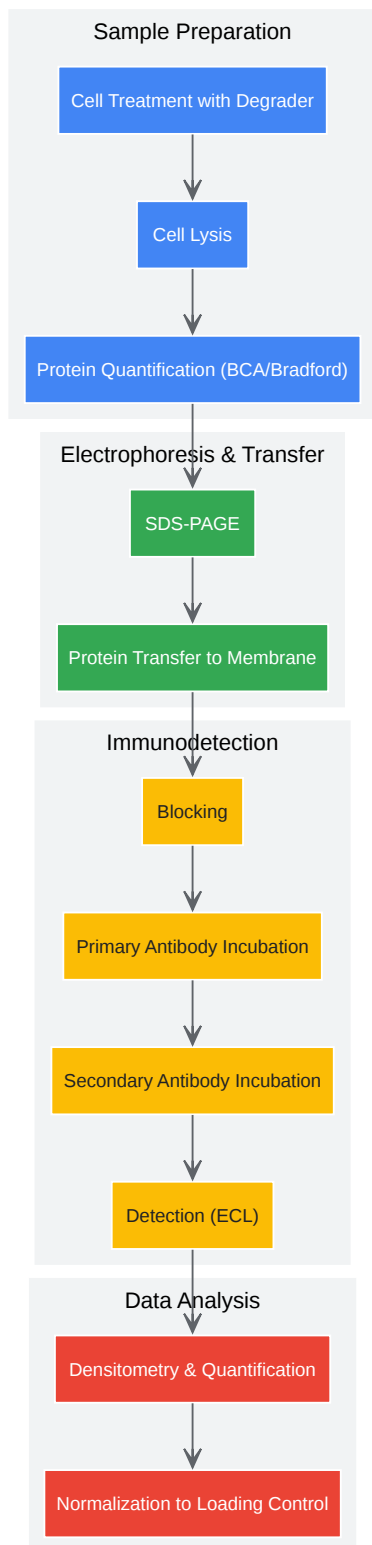 Sample Preparation
Cell Treatment with Degrader
Cell Lysis
Protein Quantification (BCA/Bradford)
Electrophoresis & Transfer
SDS-PAGE
Protein Transfer to Membrane
Immunodetection
Blocking
Primary Antibody Incubation
Secondary Antibody Incubation
Detection (ECL)
Data Analysis
Densitometry & Quantification
Normalization to Loading Control